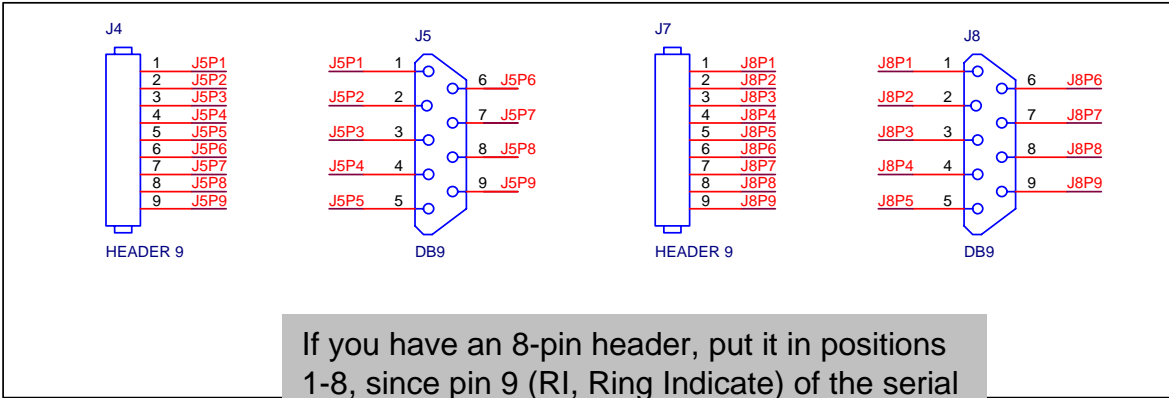 J4
1 J5P1
2 J5P2
3 J5P3
4 J5P4
5 J5P5
6 J5P6
7 J5P7
8 J5P8
9 J5P9
HEADER 9
J5
J5P1 1
6 J5P6
J5P2 2
7 J5P7
J5P3 3
8 J5P8
J5P4 4
9 J5P9
J5P5 5
DB9
J7
1 J8P1
2 J8P2
3 J8P3
4 J8P4
5 J8P5
6 J8P6
7 J8P7
8 J8P8
9 J8P9
HEADER 9
J8
J8P1 1
6 J8P6
J8P2 2
7 J8P7
J8P3 3
8 J8P8
J8P4 4
9 J8P9
J8P5 5
DB9
If you have an 8-pin header, put it in positions
1-8, since pin 9 (RI, Ring Indicate) of the serial